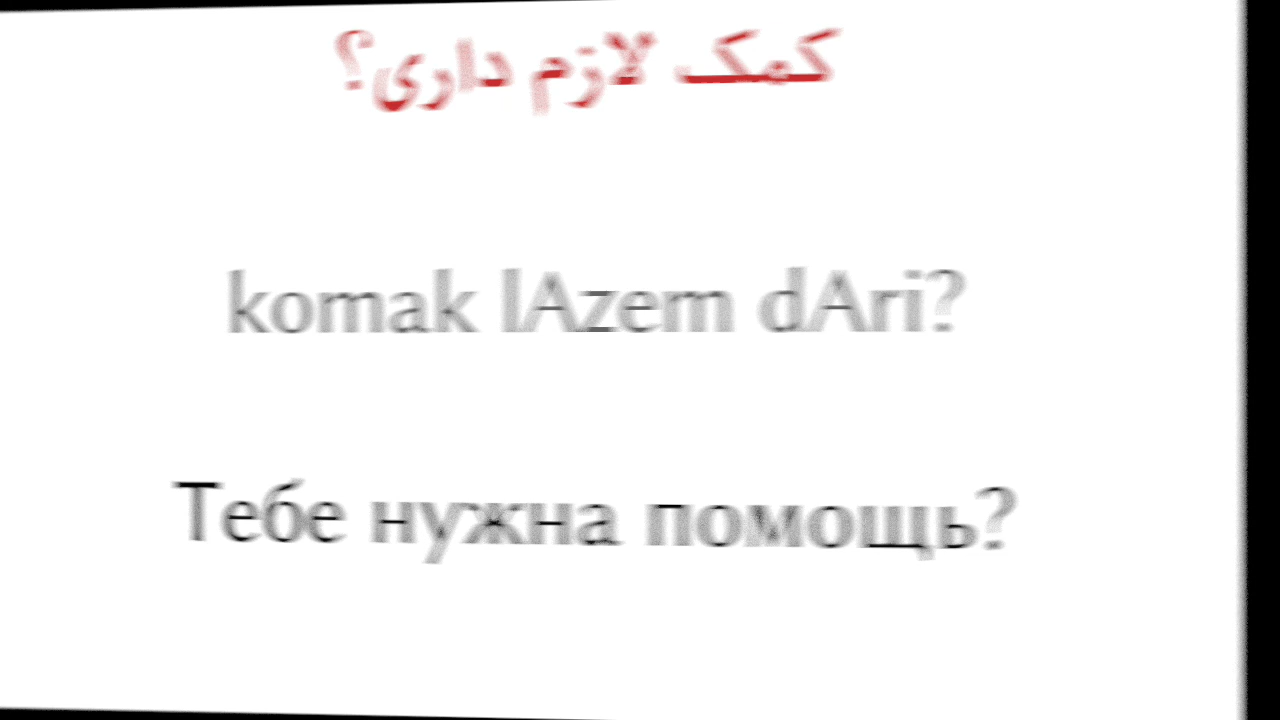 کمک لازم داری؟
komak lAzem dAri?
Тебе нужна помощь?